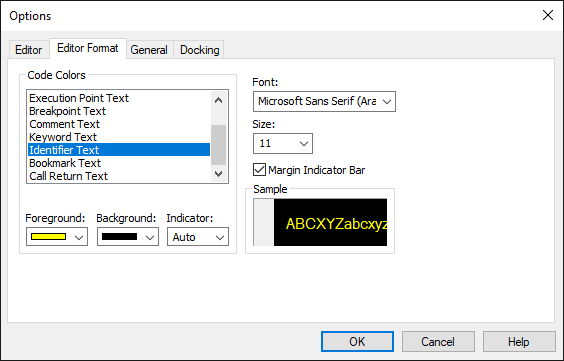 Options
Editor
Editor Format
General
Docking
Code Colors
Execution Point Text
Breakpoint Text
Comment Text
Keyword Text
Identifier Text
Bookmark Text
Call Return Text
Foreground:
Background:
Indicator:
Auto
Font:
Microsoft Sans Serif (Ara
Size:
11
Margin Indicator Bar
Sample
ABCXYZabcxyz
OK
Cancel
Help